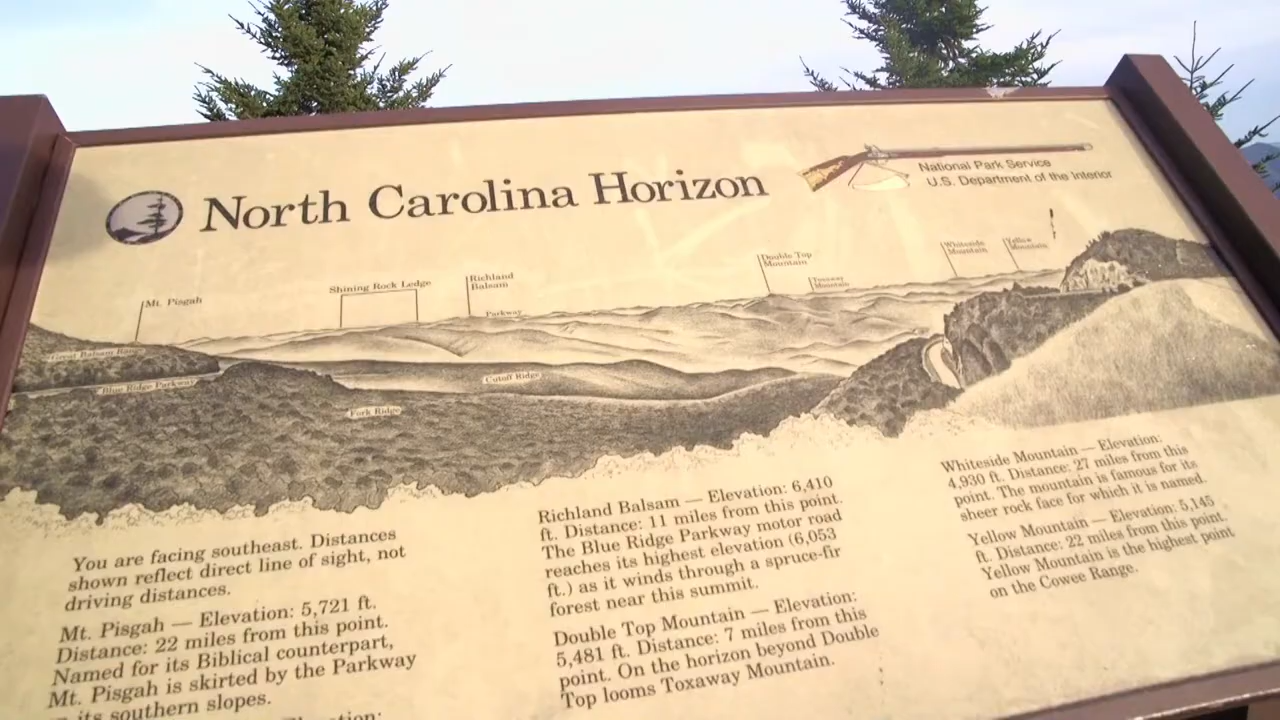 North Carolina Horizon
National Park Service
U.S. Department of the Interior
Mt. Pisgah
Shining Rock Ledge
Richland
Balsam
Parkway
Double Top
Mountain
Toxaway
Mountain
Whiteside
Mountain
Yellow
Mountain
Great Balsam Range
Blue Ridge Parkway
Fork Ridge
Cutoff Ridge
You are facing southeast. Distances
shown reflect direct line of sight, not
driving distances.
Mt. Pisgah — Elevation: 5,721 ft.
Distance: 22 miles from this point.
Named for its Biblical counterpart,
Mt. Pisgah is skirted by the Parkway
its southern slopes.
Richland Balsam — Elevation: 6,410
ft. Distance: 11 miles from this point.
The Blue Ridge Parkway motor road
reaches its highest elevation (6,053
ft.) as it winds through a spruce-fir
forest near this summit.
Double Top Mountain — Elevation:
5,481 ft. Distance: 7 miles from this
point. On the horizon beyond Double
Top looms Toxaway Mountain.
Whiteside Mountain — Elevation:
4,930 ft. Distance: 27 miles from this
point. The mountain is famous for its
sheer rock face for which it is named.
Yellow Mountain — Elevation: 5,145
ft. Distance: 22 miles from this point.
Yellow Mountain is the highest point
on the Cowee Range.